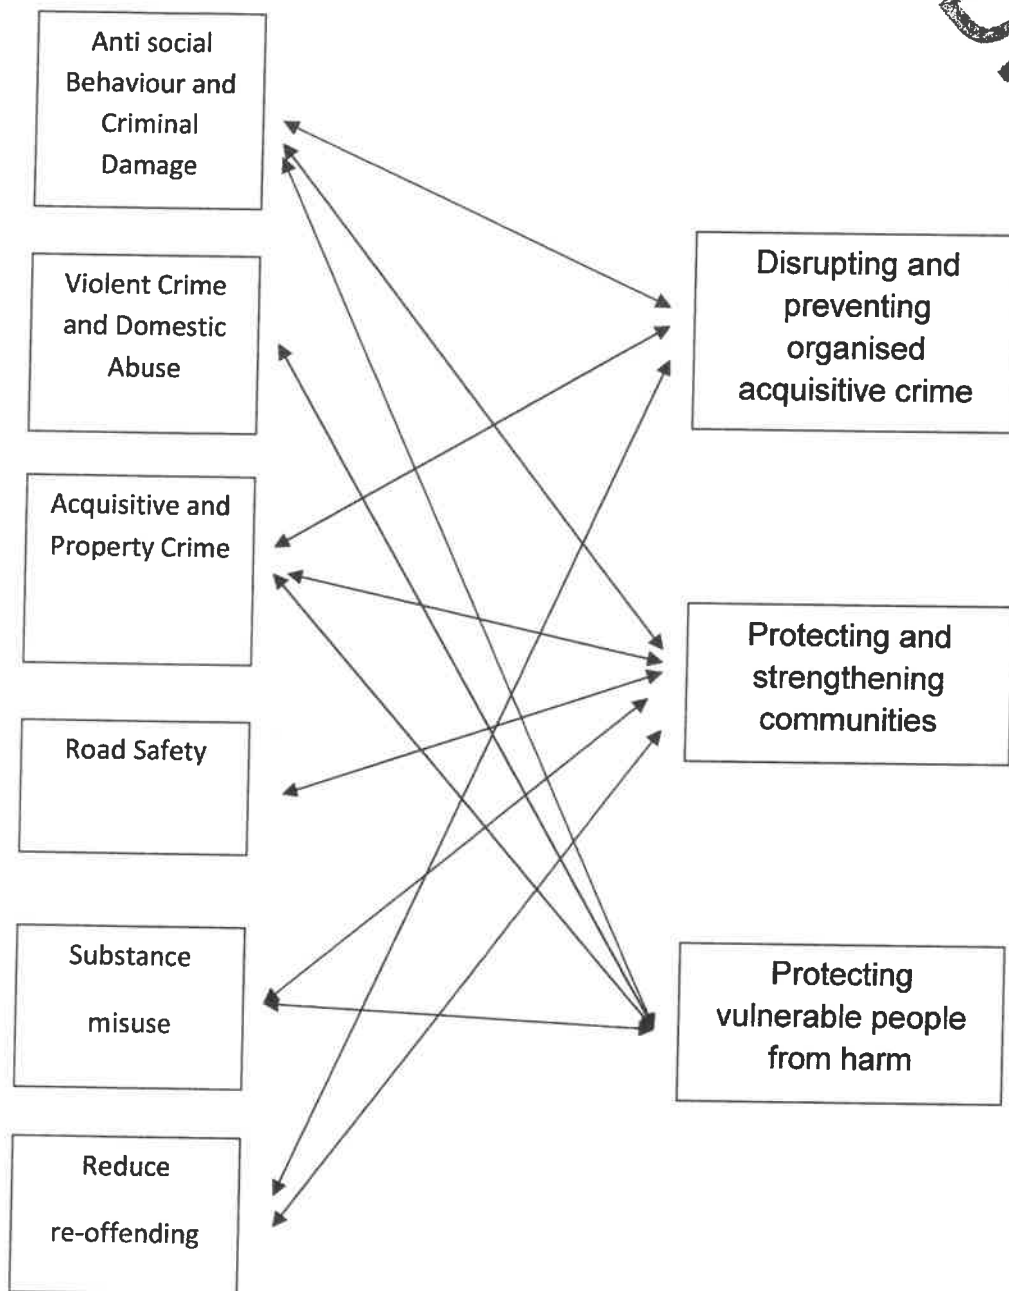 Anti social
Behaviour and
Criminal
Damage
Violent Crime
and Domestic
Abuse
Acquisitive and
Property Crime
Road Safety
Substance
misuse
Reduce
re-offending
Disrupting and
preventing
organised
acquisitive crime
Protecting and
strengthening
communities
Protecting
vulnerable people
from harm